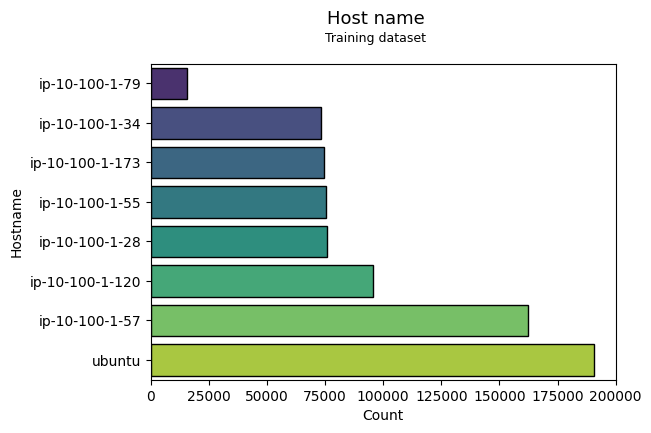 Host name
Training dataset
ip-10-100-1-79
ip-10-100-1-34
ip-10-100-1-173
ip-10-100-1-55
ip-10-100-1-28
ip-10-100-1-120
ip-10-100-1-57
ubuntu
Hostname
0 25000 50000 75000 100000 125000 150000 175000 200000
Count